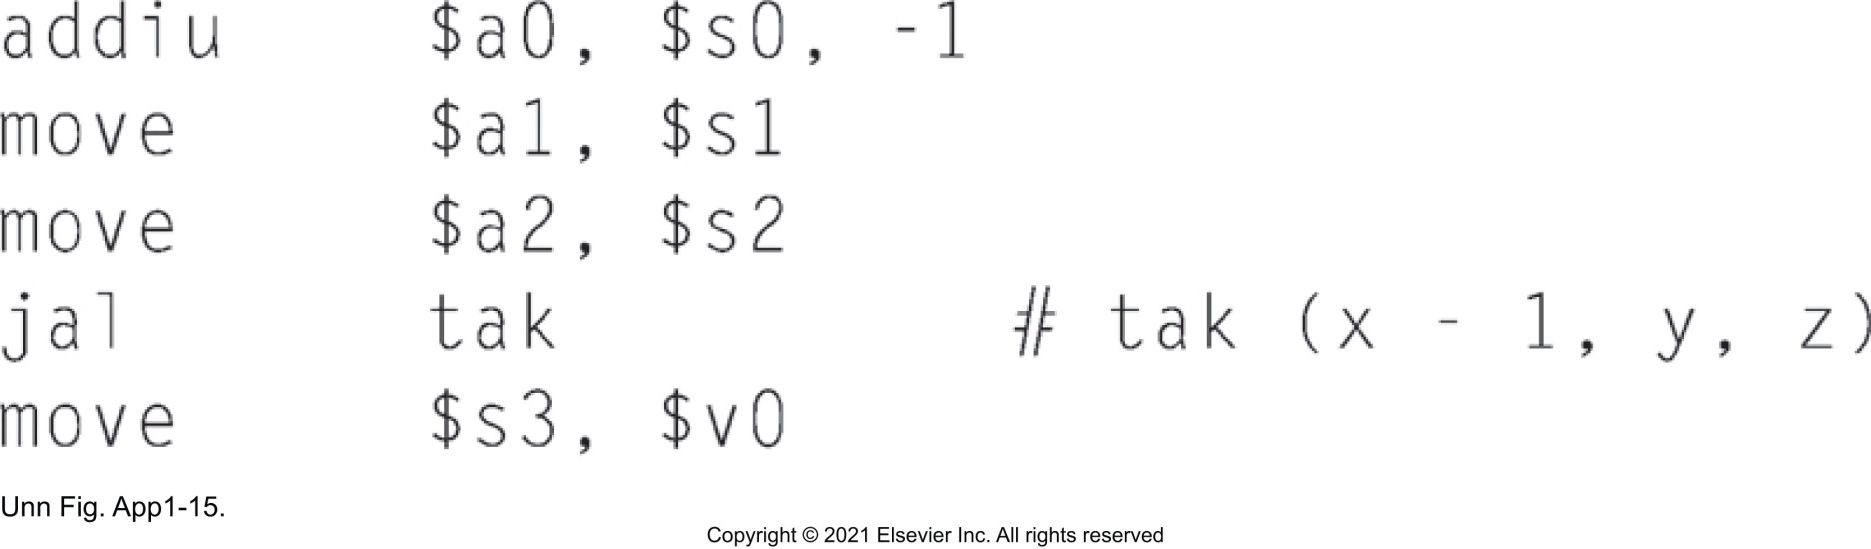 addiu $a0, $s0, -1
move $a1, $s1
move $a2, $s2
jal tak # tak (x - 1, y, z)
move $s3, $v0
Unn Fig. App1-15.
Copyright © 2021 Elsevier Inc. All rights reserved